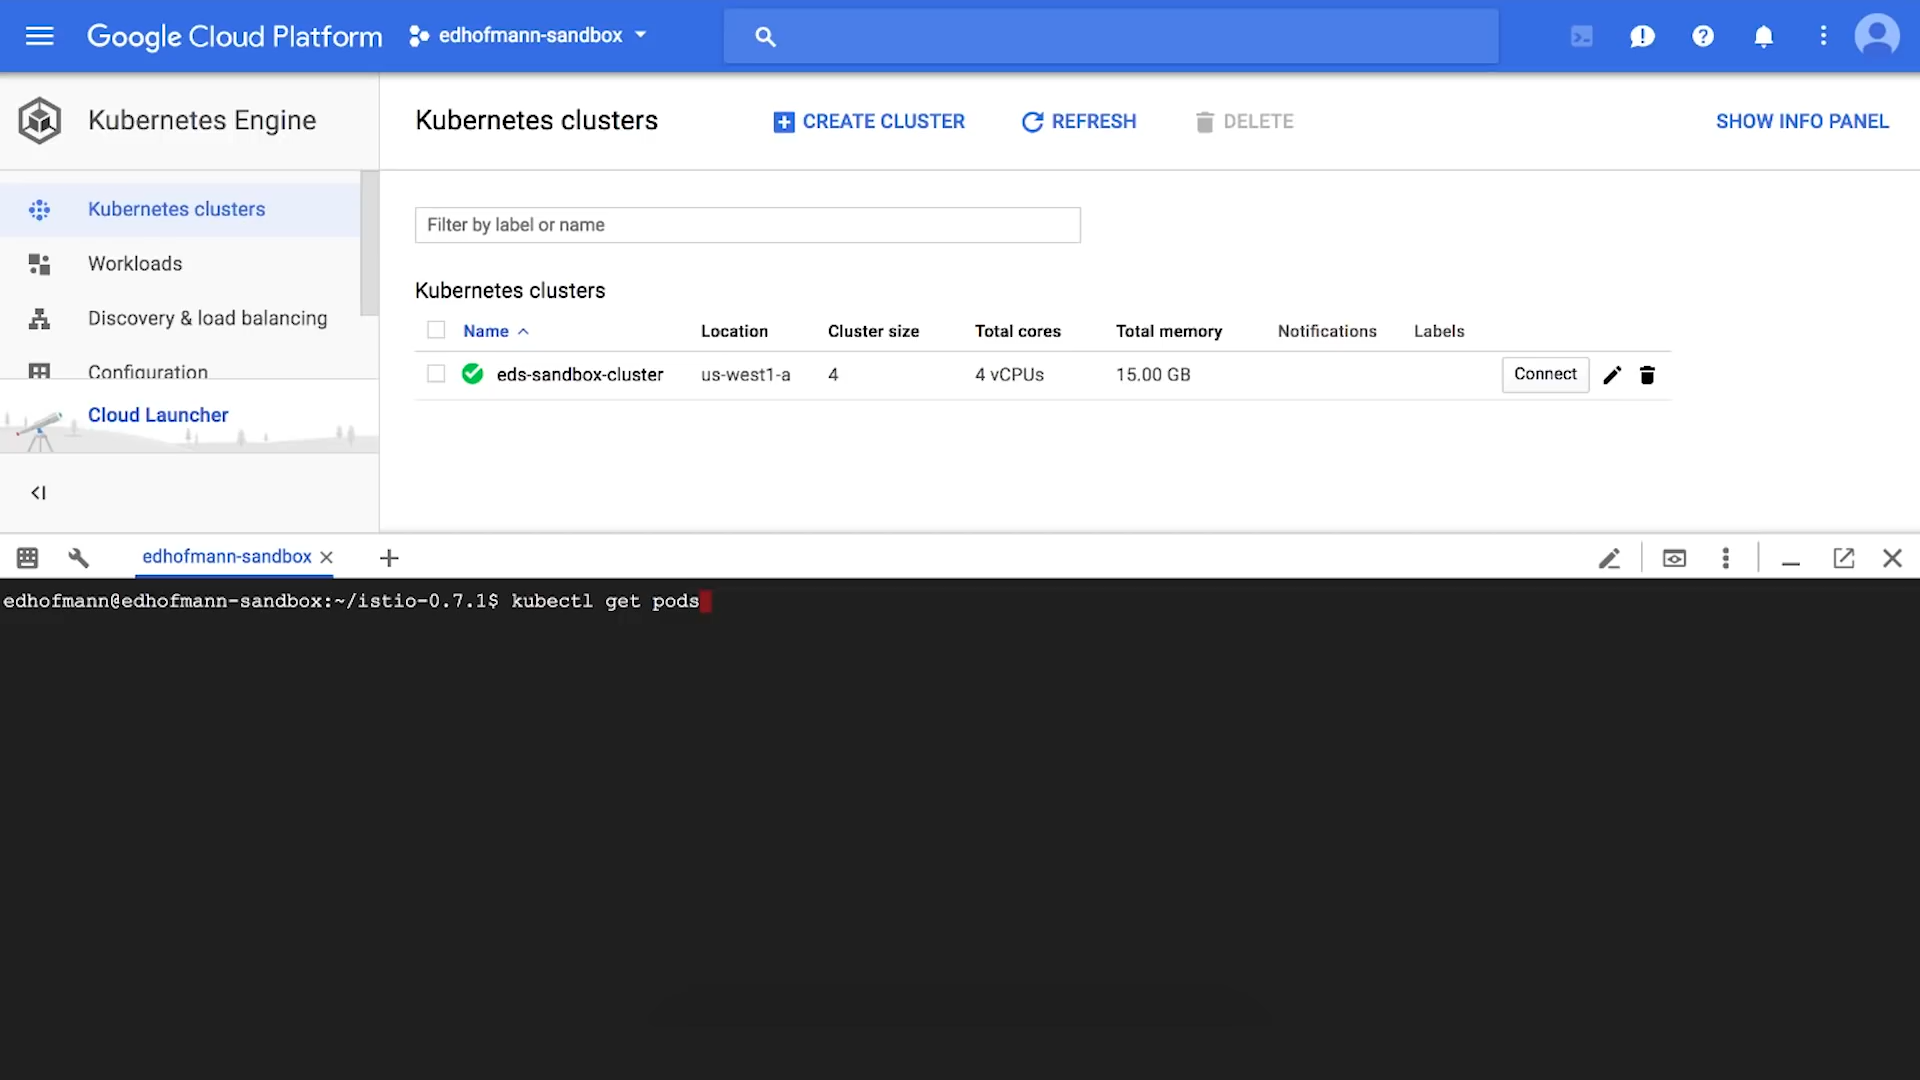 Google Cloud Platform
edhofmann-sandbox
Kubernetes Engine
Kubernetes clusters
CREATE CLUSTER
REFRESH
DELETE
SHOW INFO PANEL
Kubernetes clusters
Workloads
Discovery & load balancing
Configuration
Cloud Launcher
Filter by label or name
Kubernetes clusters
Name Location Cluster size Total cores Total memory Notifications Labels
eds-sandbox-cluster us-west1-a 4 4 vCPUs 15.00 GB Connect
edhofmann-sandbox
edhofmann@edhofmann-sandbox:~/istio-0.7.1$ kubectl get pods